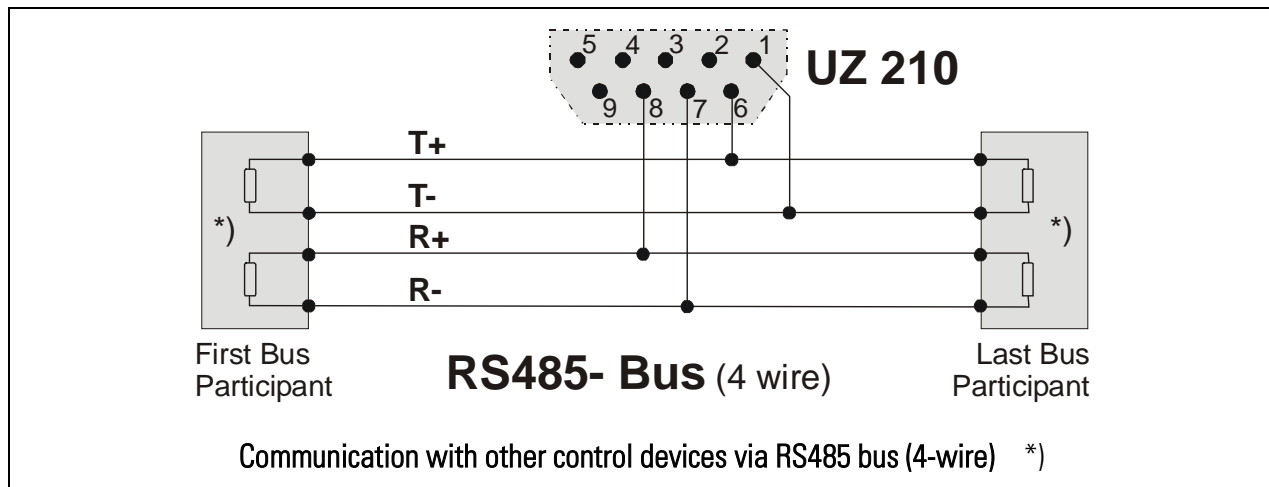 5 4 3 2 1
UZ 210
9 8 7 6
T+
T-
*)
*)
R+
R-
First Bus
Participant
RS485- Bus (4 wire)
Last Bus
Participant
Communication with other control devices via RS485 bus (4-wire) *)